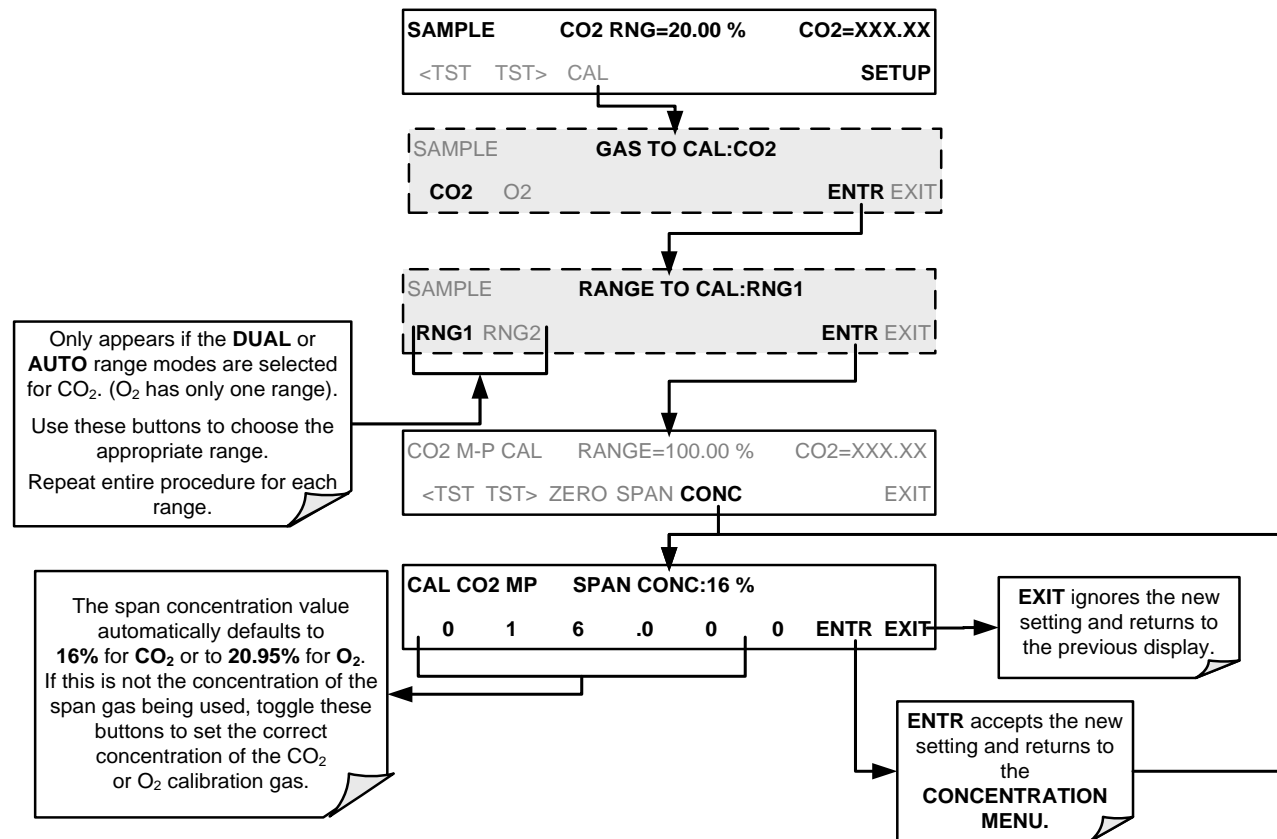 SAMPLE CO2 RNG=20.00 % CO2=XXX.XX
<TST TST> CAL SETUP
SAMPLE GAS TO CAL:CO2
CO2 O2 ENTR EXIT
SAMPLE RANGE TO CAL:RNG1
RNG1 RNG2 ENTR EXIT
Only appears if the DUAL or
AUTO range modes are selected
for CO₂. (O₂ has only one range).
Use these buttons to choose the
appropriate range.
Repeat entire procedure for each
range.
CO2 M-P CAL RANGE=100.00 % CO2=XXX.XX
<TST TST> ZERO SPAN CONC EXIT
CAL CO2 MP SPAN CONC:16 %
0 1 6 .0 0 0 ENTR EXIT
The span concentration value
automatically defaults to
16% for CO₂ or to 20.95% for O₂.
If this is not the concentration of the
span gas being used, toggle these
buttons to set the correct
concentration of the CO₂
or O₂ calibration gas.
EXIT ignores the new
setting and returns to
the previous display.
ENTR accepts the new
setting and returns to
the
CONCENTRATION
MENU.